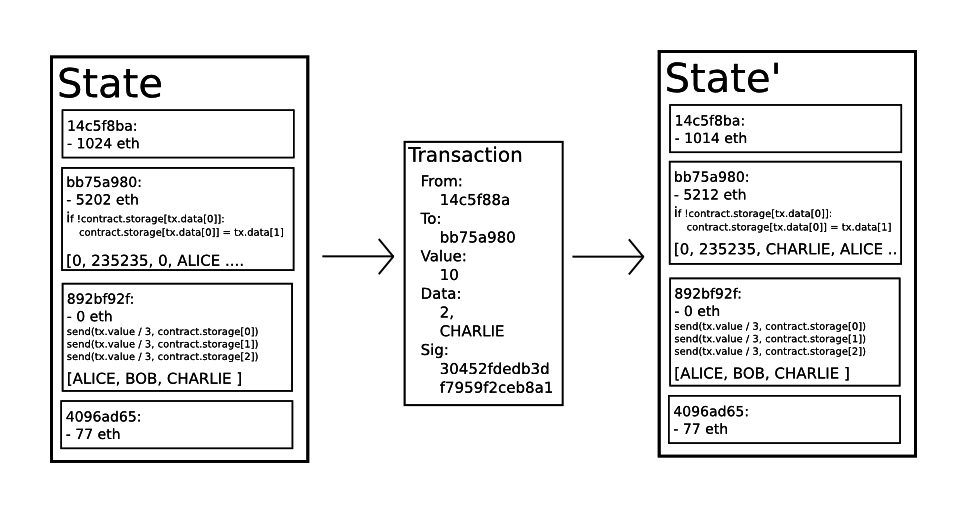 State
14c5f8ba:
- 1024 eth
bb75a980:
- 5202 eth
if !contract.storage[tx.data[0]]:
contract.storage[tx.data[0]] = tx.data[1]
[0, 235235, 0, ALICE ....
892bf92f:
- 0 eth
send(tx.value / 3, contract.storage[0])
send(tx.value / 3, contract.storage[1])
send(tx.value / 3, contract.storage[2])
[ALICE, BOB, CHARLIE ]
4096ad65:
- 77 eth
Transaction
From:
14c5f88a
To:
bb75a980
Value:
10
Data:
2,
CHARLIE
Sig:
30452fdedb3d
f7959f2ceb8a1
State'
14c5f8ba:
- 1014 eth
bb75a980:
- 5212 eth
if !contract.storage[tx.data[0]]:
contract.storage[tx.data[0]] = tx.data[1]
[0, 235235, CHARLIE, ALICE ..
892bf92f:
- 0 eth
send(tx.value / 3, contract.storage[0])
send(tx.value / 3, contract.storage[1])
send(tx.value / 3, contract.storage[2])
[ALICE, BOB, CHARLIE ]
4096ad65:
- 77 eth